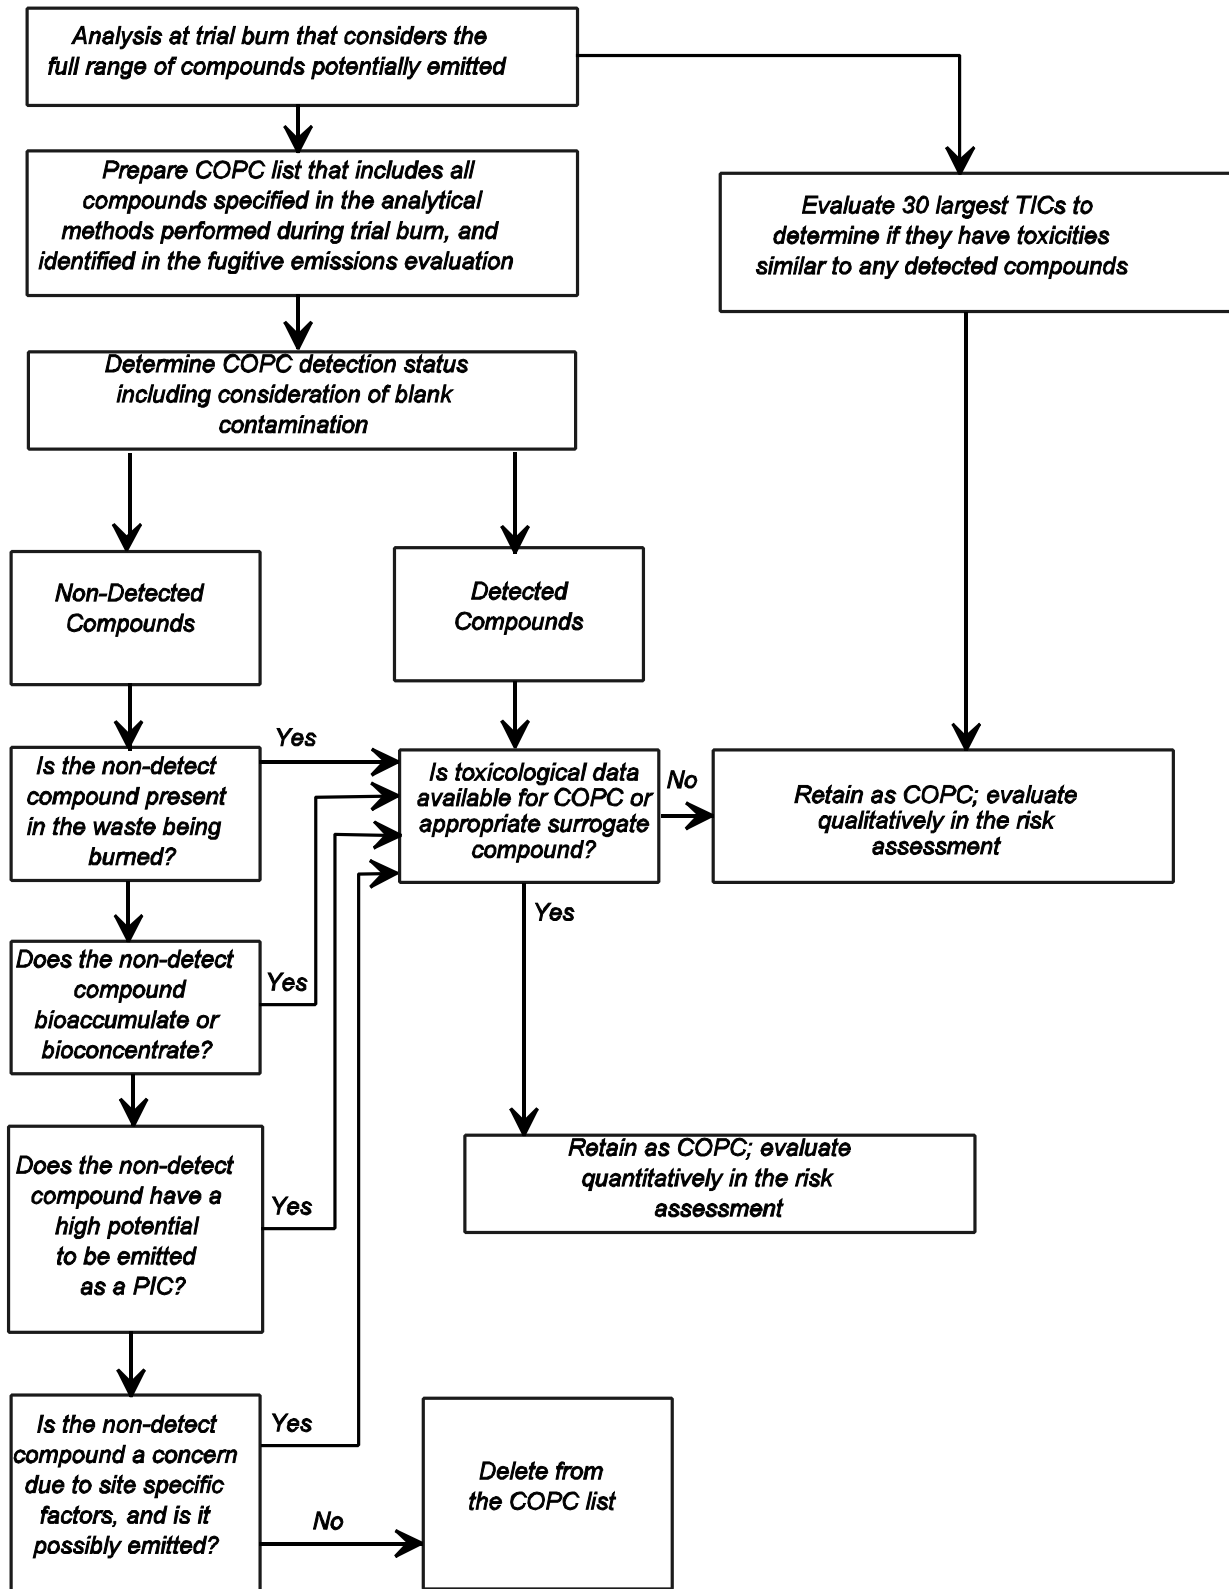 Analysis at trial burn that considers the
full range of compounds potentially emitted
Prepare COPC list that includes all
compounds specified in the analytical
methods performed during trial burn, and
identified in the fugitive emissions evaluation
Evaluate 30 largest TICs to
determine if they have toxicities
similar to any detected compounds
Determine COPC detection status
including consideration of blank
contamination
Non-Detected
Compounds
Detected
Compounds
Is the non-detect
compound present
in the waste being
burned?
Yes
Is toxicological data
available for COPC or
appropriate surrogate
compound?
No
Retain as COPC; evaluate
qualitatively in the risk
assessment
Yes
Does the non-detect
compound
bioaccumulate or
bioconcentrate?
Yes
Retain as COPC; evaluate
quantitatively in the risk
assessment
Does the non-detect
compound have a
high potential
to be emitted
as a PIC?
Yes
Is the non-detect
compound a concern
due to site specific
factors, and is it
possibly emitted?
Yes
No
Delete from
the COPC list